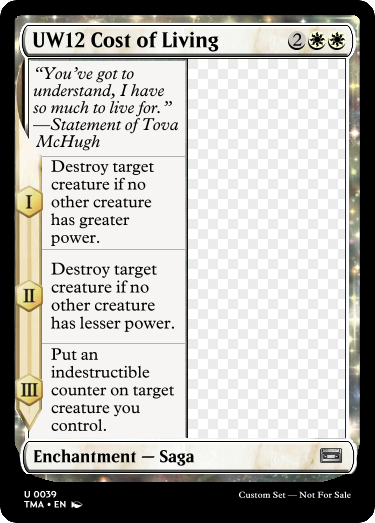 UW12 Cost of Living 2
“You’ve got to
understand, I have
so much to live for.”
—Statement of Tova
McHugh
I
Destroy target
creature if no
other creature
has greater
power.
II
Destroy target
creature if no
other creature
has lesser power.
III
Put an
indestructible
counter on target
creature you
control.
Enchantment — Saga
U 0039
TMA • EN
Custom Set — Not For Sale